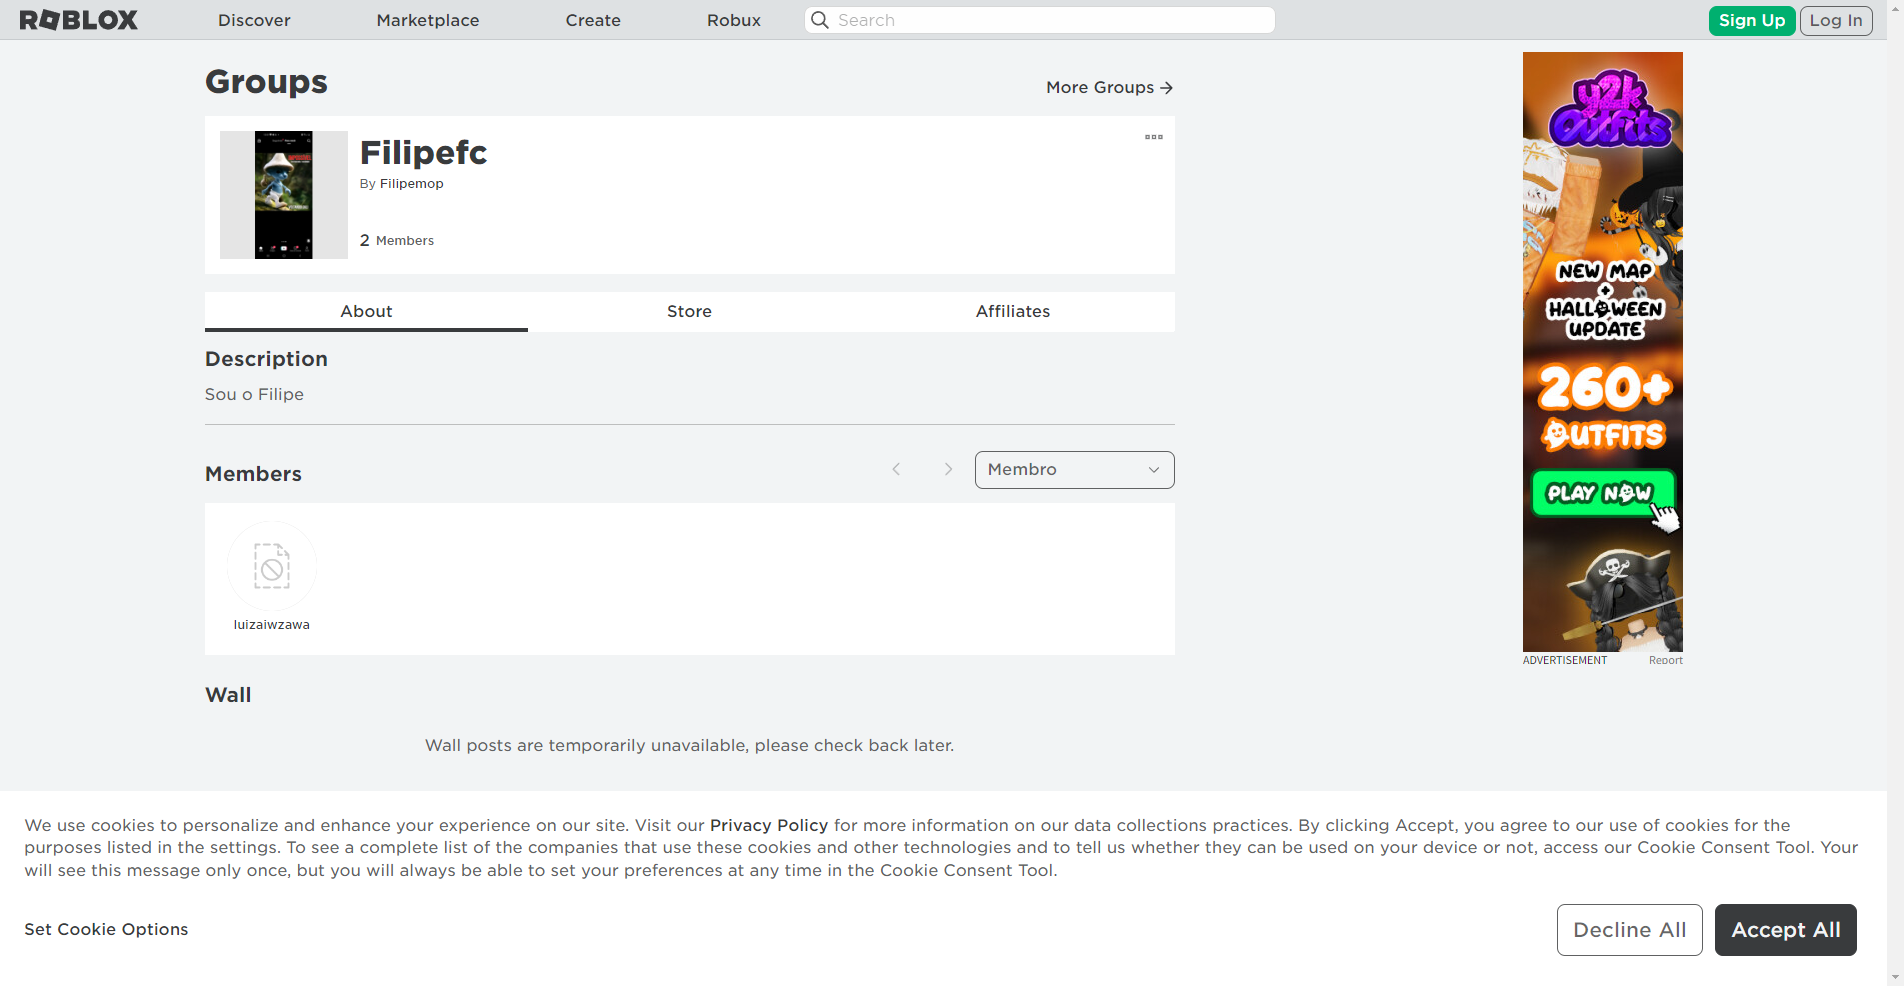 ROBLOX
Discover
Marketplace
Create
Robux
Search
Sign Up
Log In
Groups
More Groups
Filipefc
By Filipemop
2 Members
About
Store
Affiliates
Description
Sou o Filipe
Members
Membro
luizaiwzawa
Wall
Wall posts are temporarily unavailable, please check back later.
y2k
Outfits
NEW MAP
+
HALLOWEEN
UPDATE
260+
OUTFITS
PLAY NOW
ADVERTISEMENT
Report
We use cookies to personalize and enhance your experience on our site. Visit our Privacy Policy for more information on our data collections practices. By clicking Accept, you agree to our use of cookies for the
purposes listed in the settings. To see a complete list of the companies that use these cookies and other technologies and to tell us whether they can be used on your device or not, access our Cookie Consent Tool. Your
will see this message only once, but you will always be able to set your preferences at any time in the Cookie Consent Tool.
Set Cookie Options
Decline All
Accept All